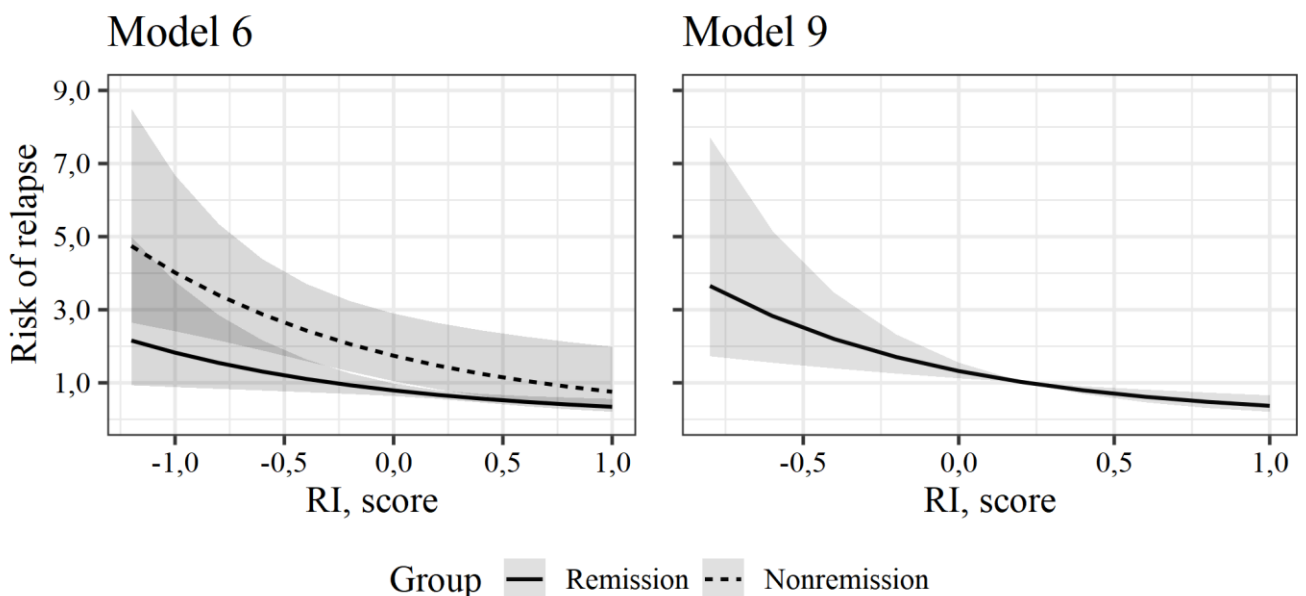 Model 6
Model 9
Risk of relapse
9,0
7,0
5,0
3,0
1,0
-1,0 -0,5 0,0 0,5 1,0
-0,5 0,0 0,5 1,0
RI, score
RI, score
Group Remission Nonremission